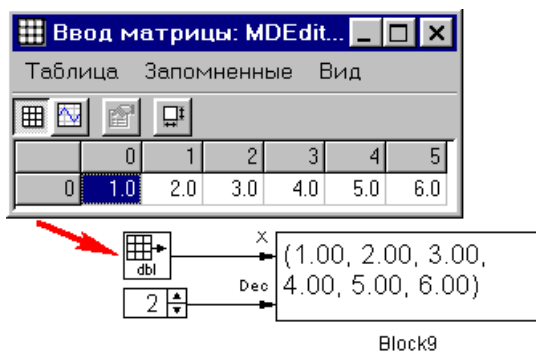 Ввод матрицы: MDEdit...
Таблица Запомненные Вид
0 1 2 3 4 5
0 1.0 2.0 3.0 4.0 5.0 6.0
dbl
X
(1.00, 2.00, 3.00,
4.00, 5.00, 6.00)
Dec
2
Block9